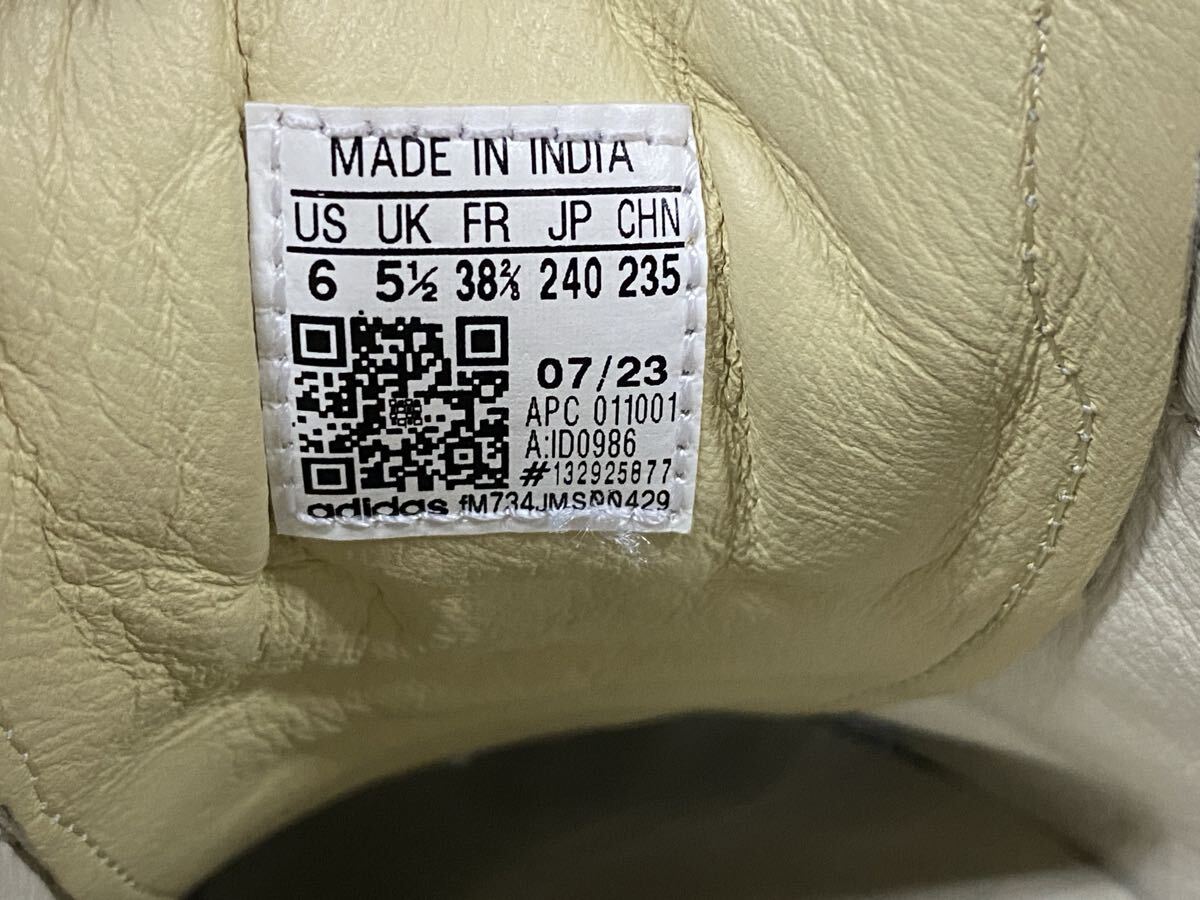 MADE IN INDIA
US UK FR JP CHN
6 5½ 38⅔ 240 235
07/23
APC 011001
A:ID0986
#132925877
adidas